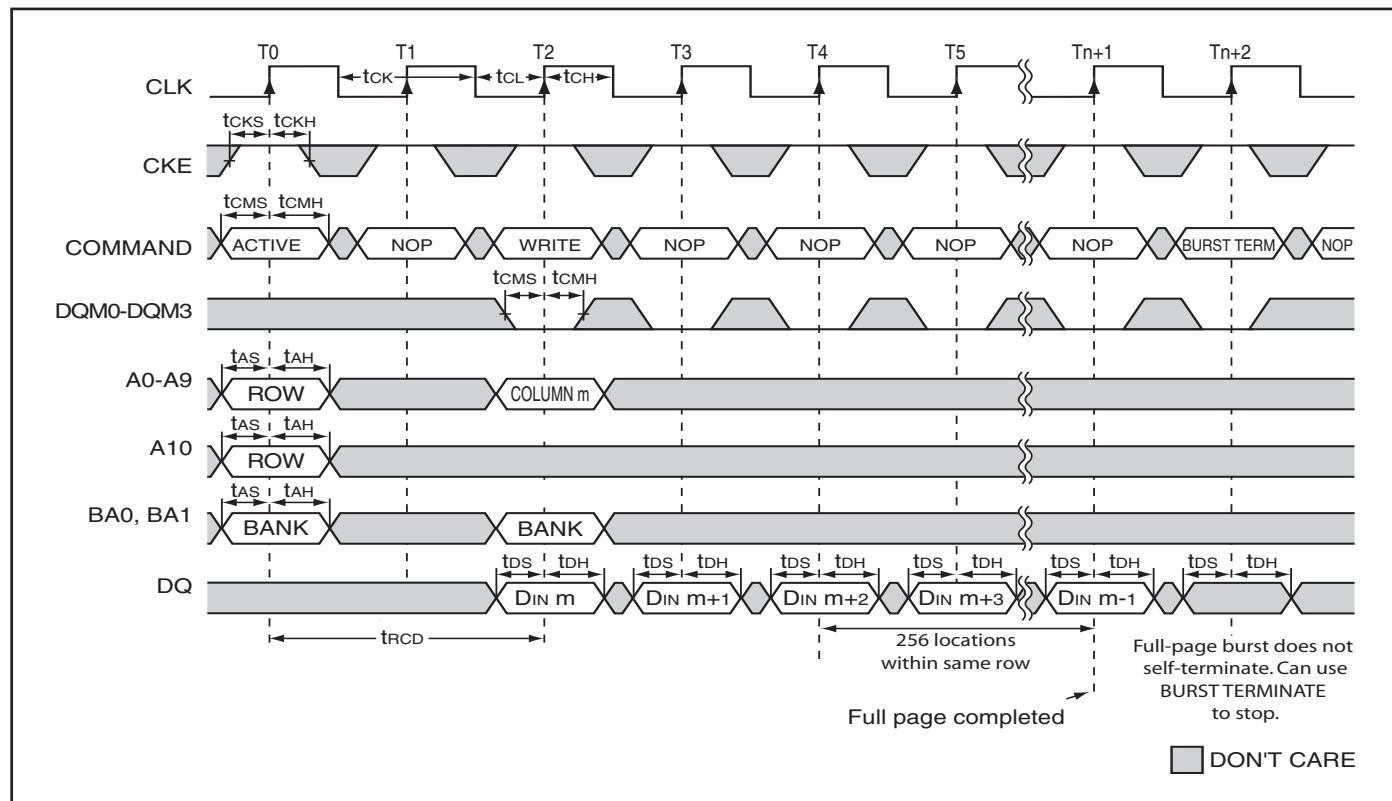 T0 T1 T2 T3 T4 T5 Tn+1 Tn+2
CLK tCK tCL tCH
tCKS tCKH
CKE
tCMS tCMH
COMMAND ACTIVE NOP WRITE NOP NOP NOP NOP BURST TERM NOP
tCMS tCMH
DQM0-DQM3
tAS tAH
A0-A9 ROW COLUMN m
tAS tAH
A10 ROW
tAS tAH
BA0, BA1 BANK BANK
tDS tDH tDS tDH tDS tDH tDS tDH tDS tDH tDS tDH
DQ DIN m DIN m+1 DIN m+2 DIN m+3 DIN m-1
tRCD
256 locations
within same row
Full page completed
Full-page burst does not
self-terminate. Can use
BURST TERMINATE
to stop.
DON'T CARE